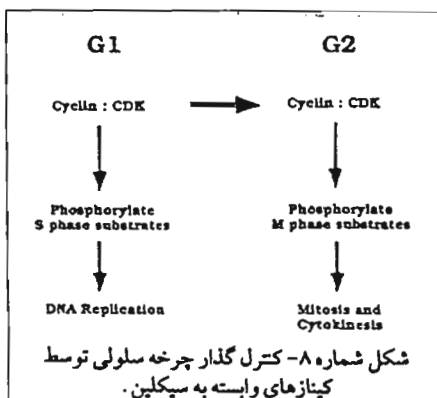 G1 G2
Cyclin : CDK Cyclin : CDK
Phosphorylate Phosphorylate
S phase substrates M phase substrates
DNA Replication Mitosis and
Cytokinesis
شکل شماره ۸- کنترل گذار چرخه سلولی توسط
کینازهای وابسته به سیکلین .